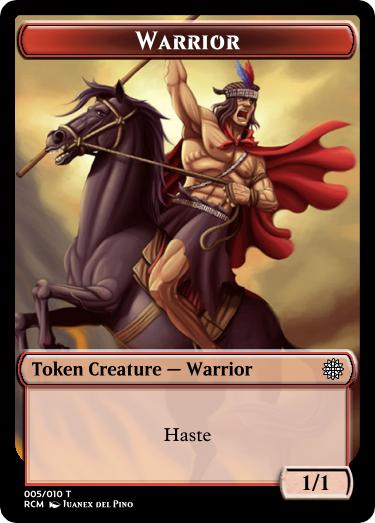 Warrior
Token Creature — Warrior
Haste
1/1
005/010 T
RCM Juanex del Pino